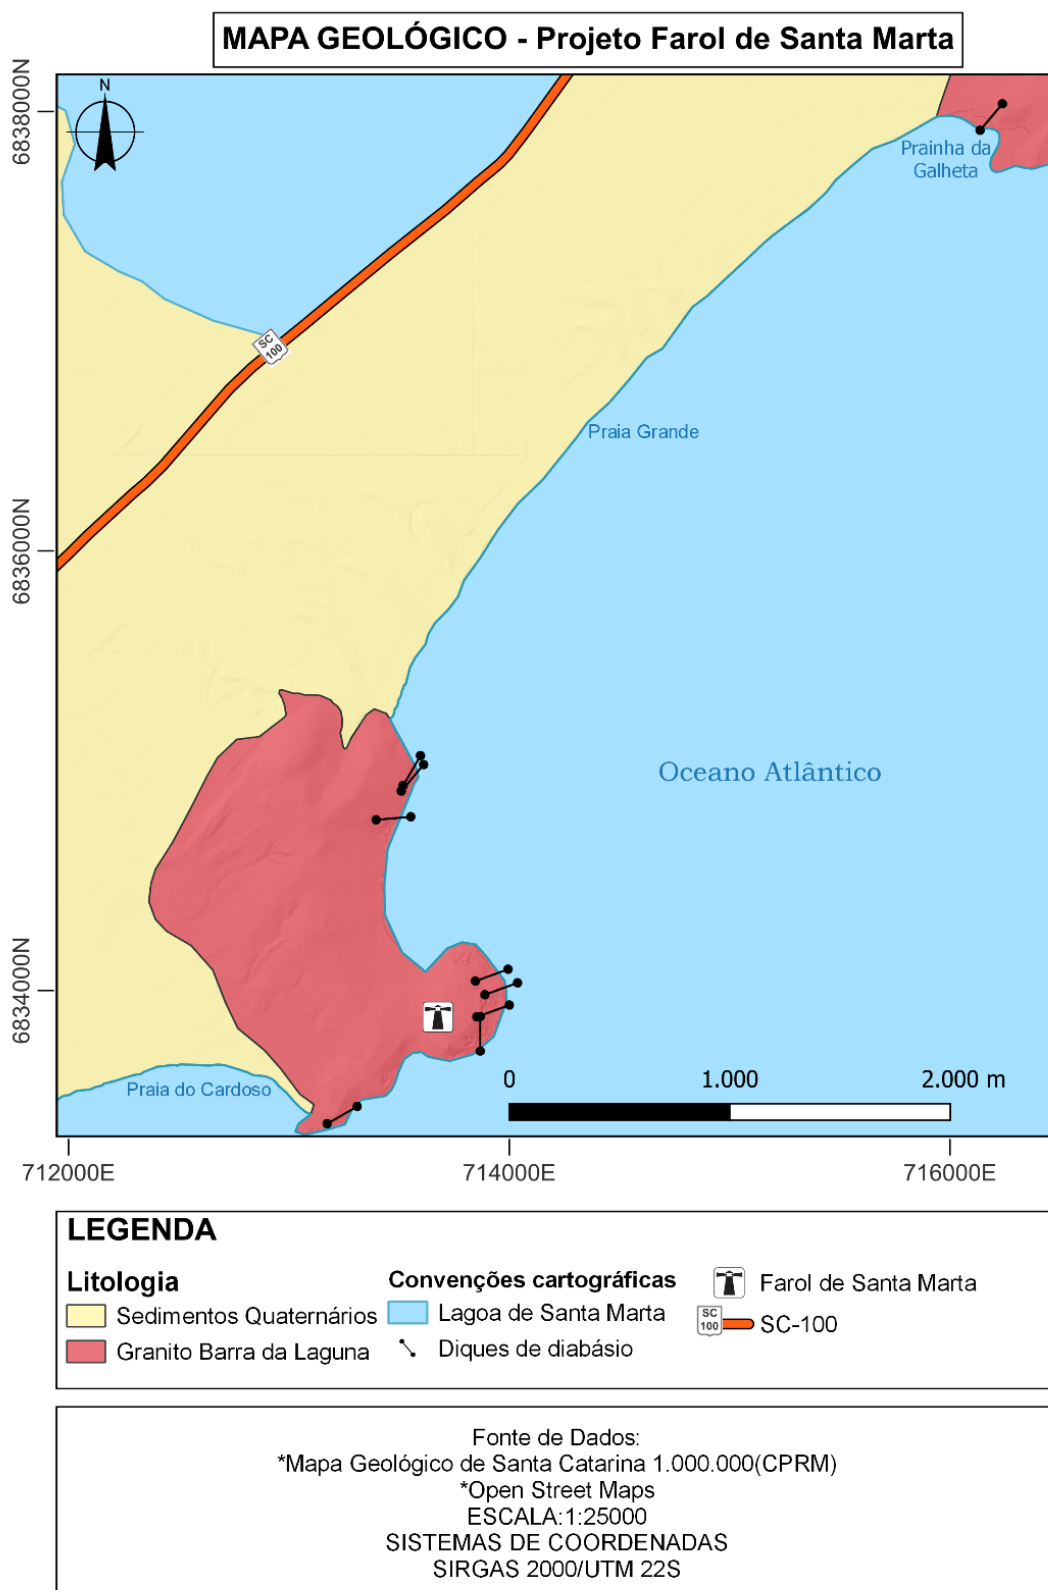 MAPA GEOLÓGICO - Projeto Farol de Santa Marta
N
6838000N
Prainha da
Galheta
SC
100
Praia Grande
6836000N
Oceano Atlântico
6834000N
Praia do Cardoso
0 1.000 2.000 m
712000E 714000E 716000E
LEGENDA
Litologia
Sedimentos Quaternários
Granito Barra da Laguna
Convenções cartográficas
Lagoa de Santa Marta
Diques de diabásio
Farol de Santa Marta
SC
100
SC-100
Fonte de Dados:
*Mapa Geológico de Santa Catarina 1.000.000(CPRM)
*Open Street Maps
ESCALA:1:25000
SISTEMAS DE COORDENADAS
SIRGAS 2000/UTM 22S